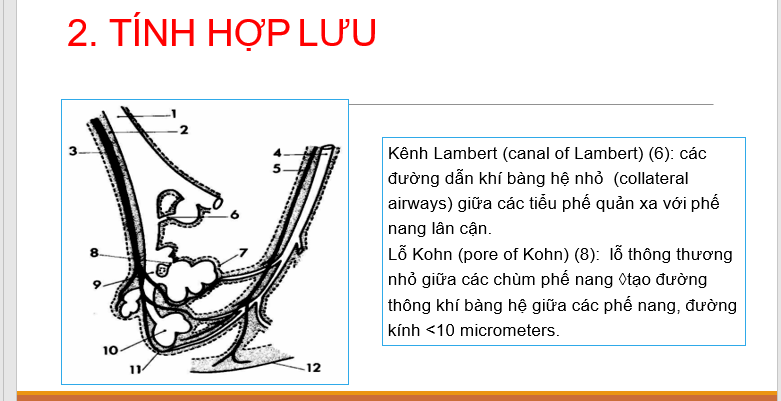 2. TÍNH HỢP LƯU
1
2
3
4
5
6
7
8
9
10
11
12
Kênh Lambert (canal of Lambert) (6): các
đường dẫn khí bàng hệ nhỏ (collateral
airways) giữa các tiểu phế quản xa với phế
nang lân cận.
Lỗ Kohn (pore of Kohn) (8): lỗ thông thương
nhỏ giữa các chùm phế nang ◊tạo đường
thông khí bàng hệ giữa các phế nang, đường
kính <10 micrometers.